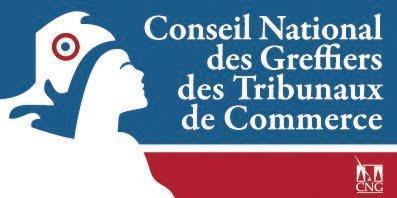 Conseil National
des Greffiers
des Tribunaux
de Commerce
CNG